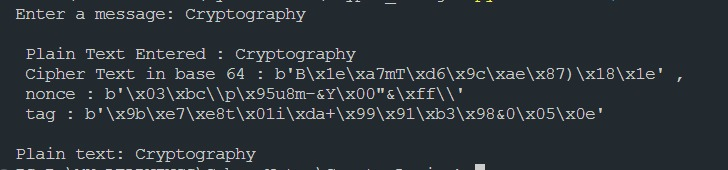 Enter a message: Cryptography
Plain Text Entered : Cryptography
Cipher Text in base 64 : b'B\x1e\xa7mT\xd6\x9c\xae\x87)\x18\x1e' ,
nonce : b'\x03\xbc\\p\x95u8m-&Y\x00"&\xff\\'
tag : b'\x9b\xe7\xe8t\x01i\xda+\x99\x91\xb3\x98&0\x05\x0e'
Plain text: Cryptography